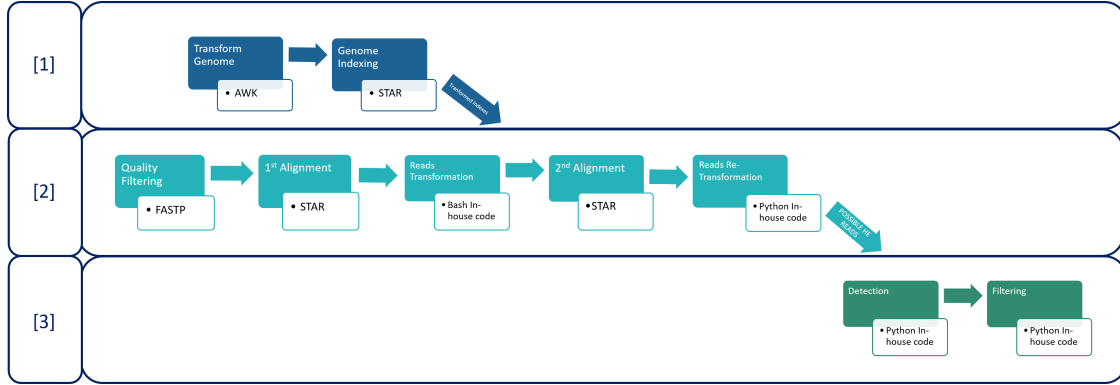 [1]
Transform
Genome
• AWK
Genome
Indexing
• STAR
Tranformed Indexes
[2]
Quality
Filtering
• FASTP
1st Alignment
• STAR
Reads
Transformation
• Bash In-
house code
2nd Alignment
•STAR
Reads Re-
Transformation
• Python In-
house code
POSSIBLE HE
READS
[3]
Detection
• Python In-
house code
Filtering
• Python In-
house code